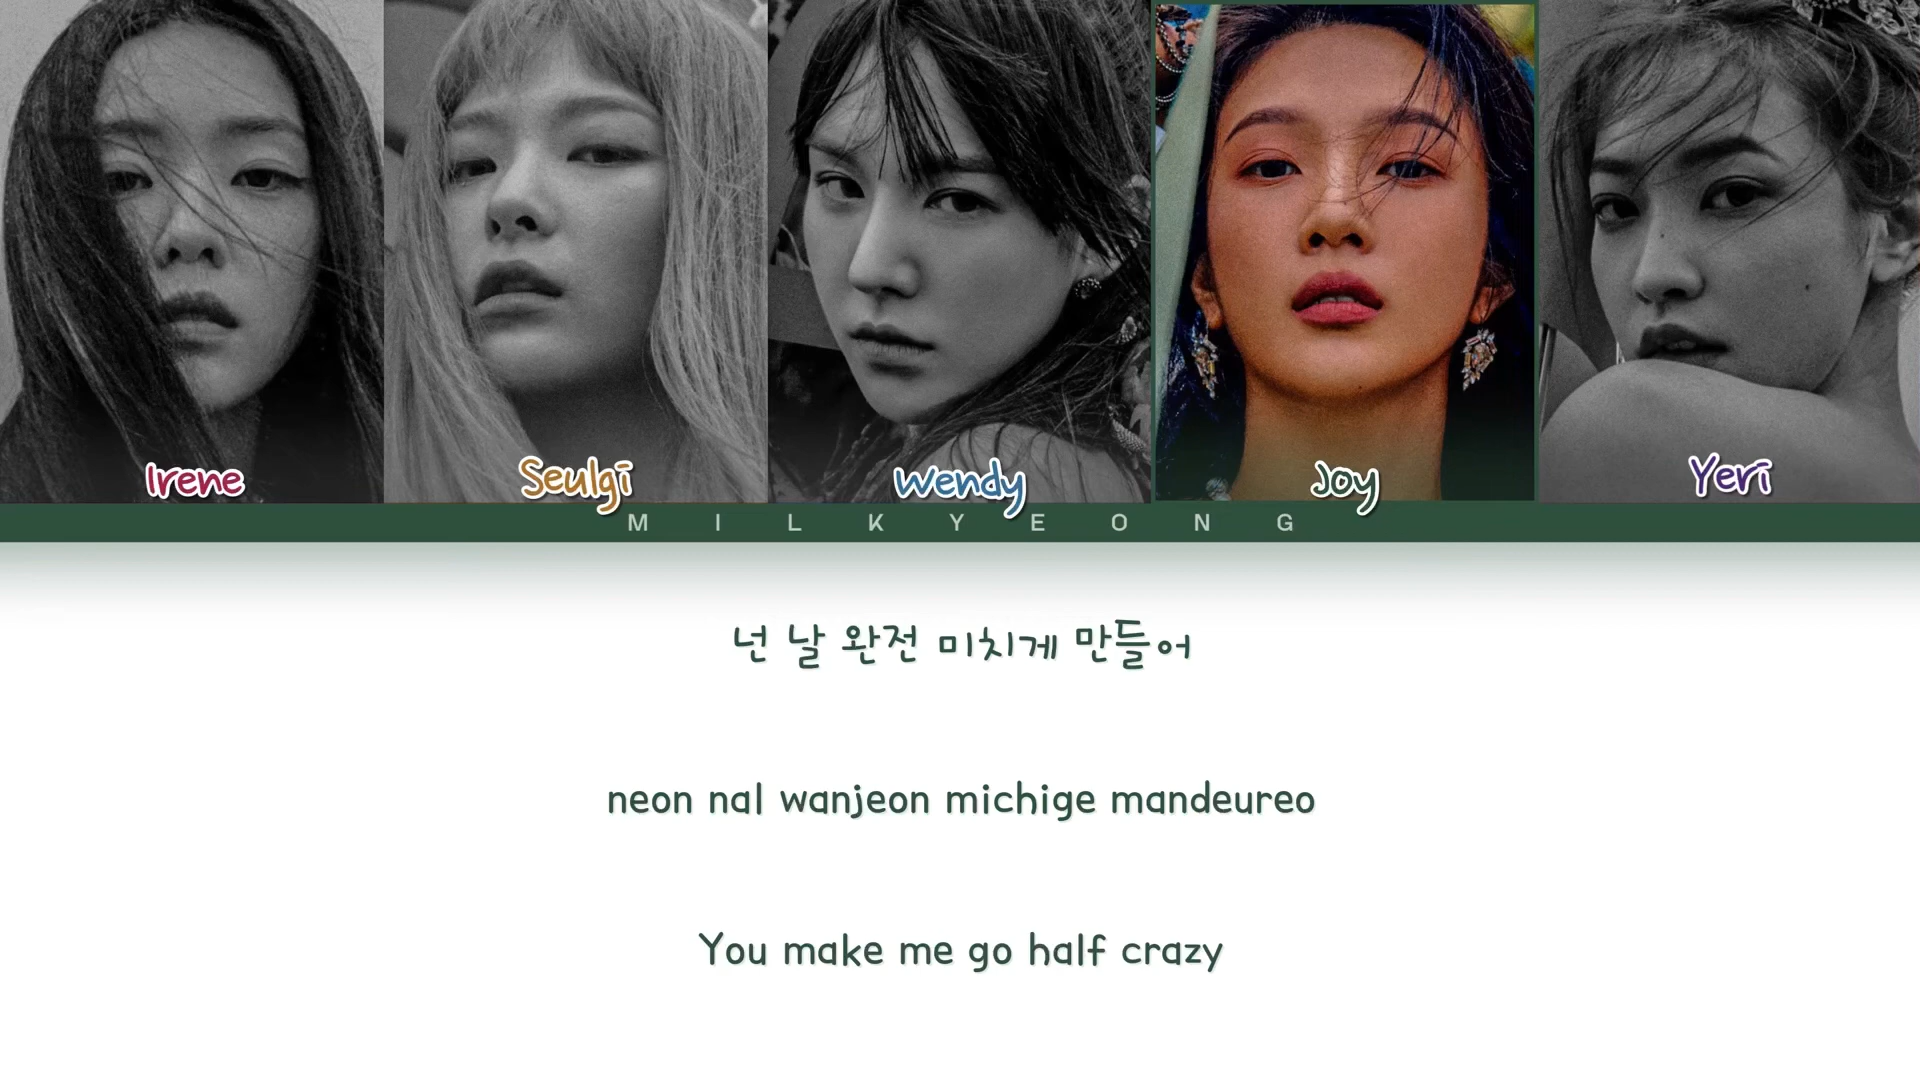 Irene Seulgi Wendy Joy Yeri
MILKYEONG
넌 날 완전 미치게 만들어
neon nal wanjeon michige mandeureo
You make me go half crazy